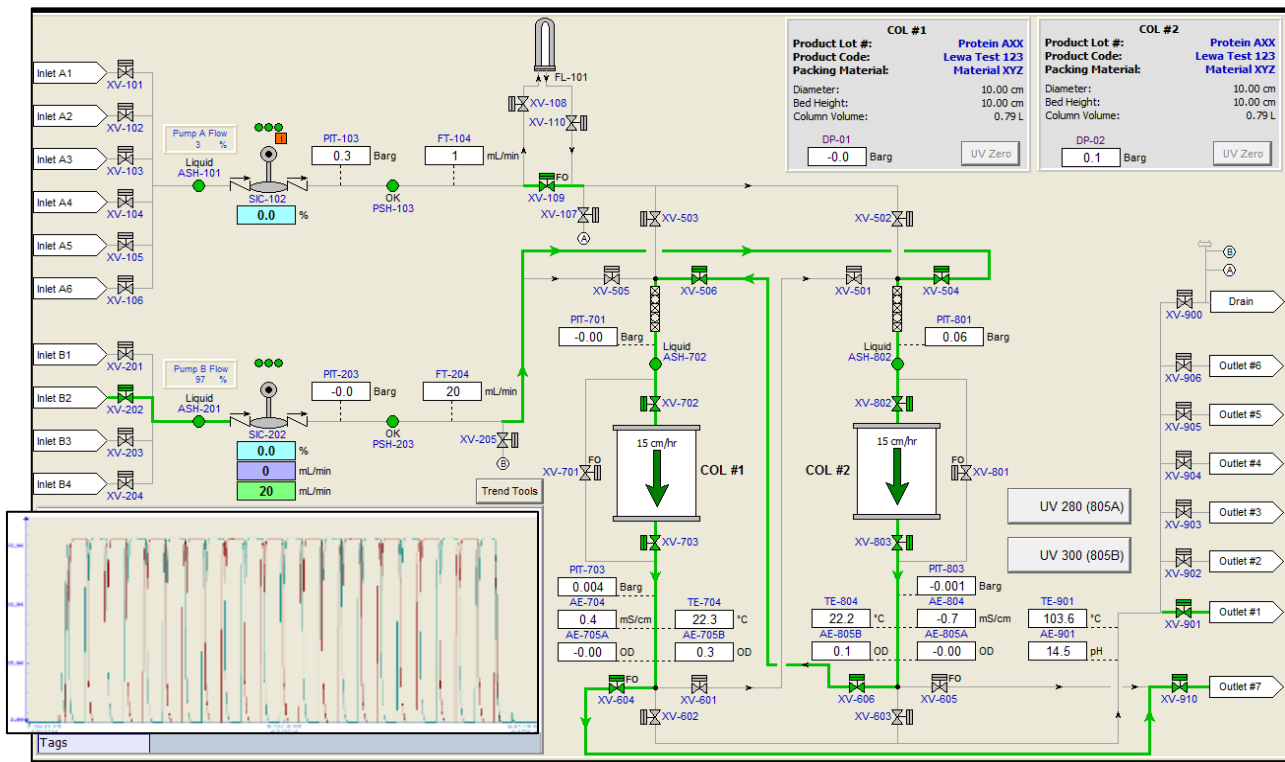 COL #1
Product Lot #: Protein AXX
Product Code: Lewa Test 123
Packing Material: Material XYZ
Diameter: 10.00 cm
Bed Height: 10.00 cm
Column Volume: 0.79 L
DP-01
-0.0 Barg
UV Zero
COL #2
Product Lot #: Protein AXX
Product Code: Lewa Test 123
Packing Material: Material XYZ
Diameter: 10.00 cm
Bed Height: 10.00 cm
Column Volume: 0.79 L
DP-02
0.1 Barg
UV Zero
Inlet A1
XV-101
Inlet A2
XV-102
Inlet A3
XV-103
Inlet A4
XV-104
Inlet A5
XV-105
Inlet A6
XV-106
Pump A Flow
3 %
Liquid
ASH-101
SIC-102
0.0 %
PIT-103
0.3 Barg
OK
PSH-103
FT-104
1 mL/min
FL-101
XV-108
XV-110
FO
XV-109
XV-107
A
XV-503
XV-502
Inlet B1
XV-201
Inlet B2
XV-202
Inlet B3
XV-203
Inlet B4
XV-204
Pump B Flow
97 %
Liquid
ASH-201
SIC-202
0.0 %
0 mL/min
20 mL/min
PIT-203
-0.0 Barg
OK
PSH-203
FT-204
20 mL/min
XV-205
B
Trend Tools
XV-505
XV-506
XV-501
XV-504
PIT-701
-0.00 Barg
Liquid
ASH-702
XV-702
FO
XV-701
15 cm/hr
COL #1
XV-703
PIT-703
0.004 Barg
AE-704
0.4 mS/cm
AE-705A
-0.00 OD
TE-704
22.3 °C
AE-705B
0.3 OD
FO
XV-604
XV-601
XV-602
PIT-801
0.06 Barg
Liquid
ASH-802
XV-802
FO
XV-801
15 cm/hr
COL #2
XV-803
PIT-803
-0.001 Barg
TE-804
22.2 °C
AE-804
-0.7 mS/cm
AE-805B
0.1 OD
AE-805A
-0.00 OD
XV-606
FO
XV-605
XV-603
TE-901
103.6 °C
AE-901
14.5 pH
UV 280 (805A)
UV 300 (805B)
B
A
XV-900
Drain
XV-906
Outlet #6
XV-905
Outlet #5
XV-904
Outlet #4
XV-903
Outlet #3
XV-902
Outlet #2
XV-901
Outlet #1
XV-910
Outlet #7
Tags